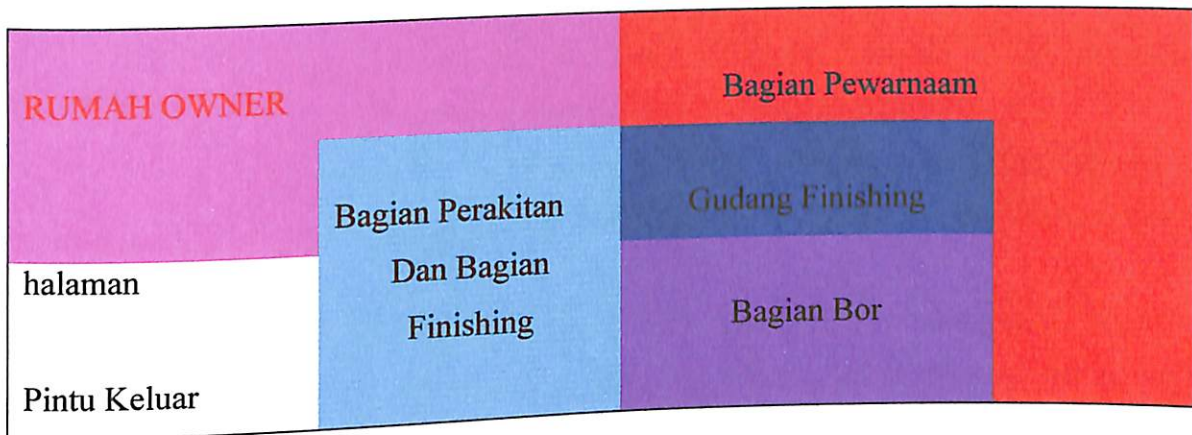 RUMAH OWNER
Bagian Pewarnaam
Bagian Perakitan
Dan Bagian
Finishing
Gudang Finishing
halaman
Bagian Bor
Pintu Keluar